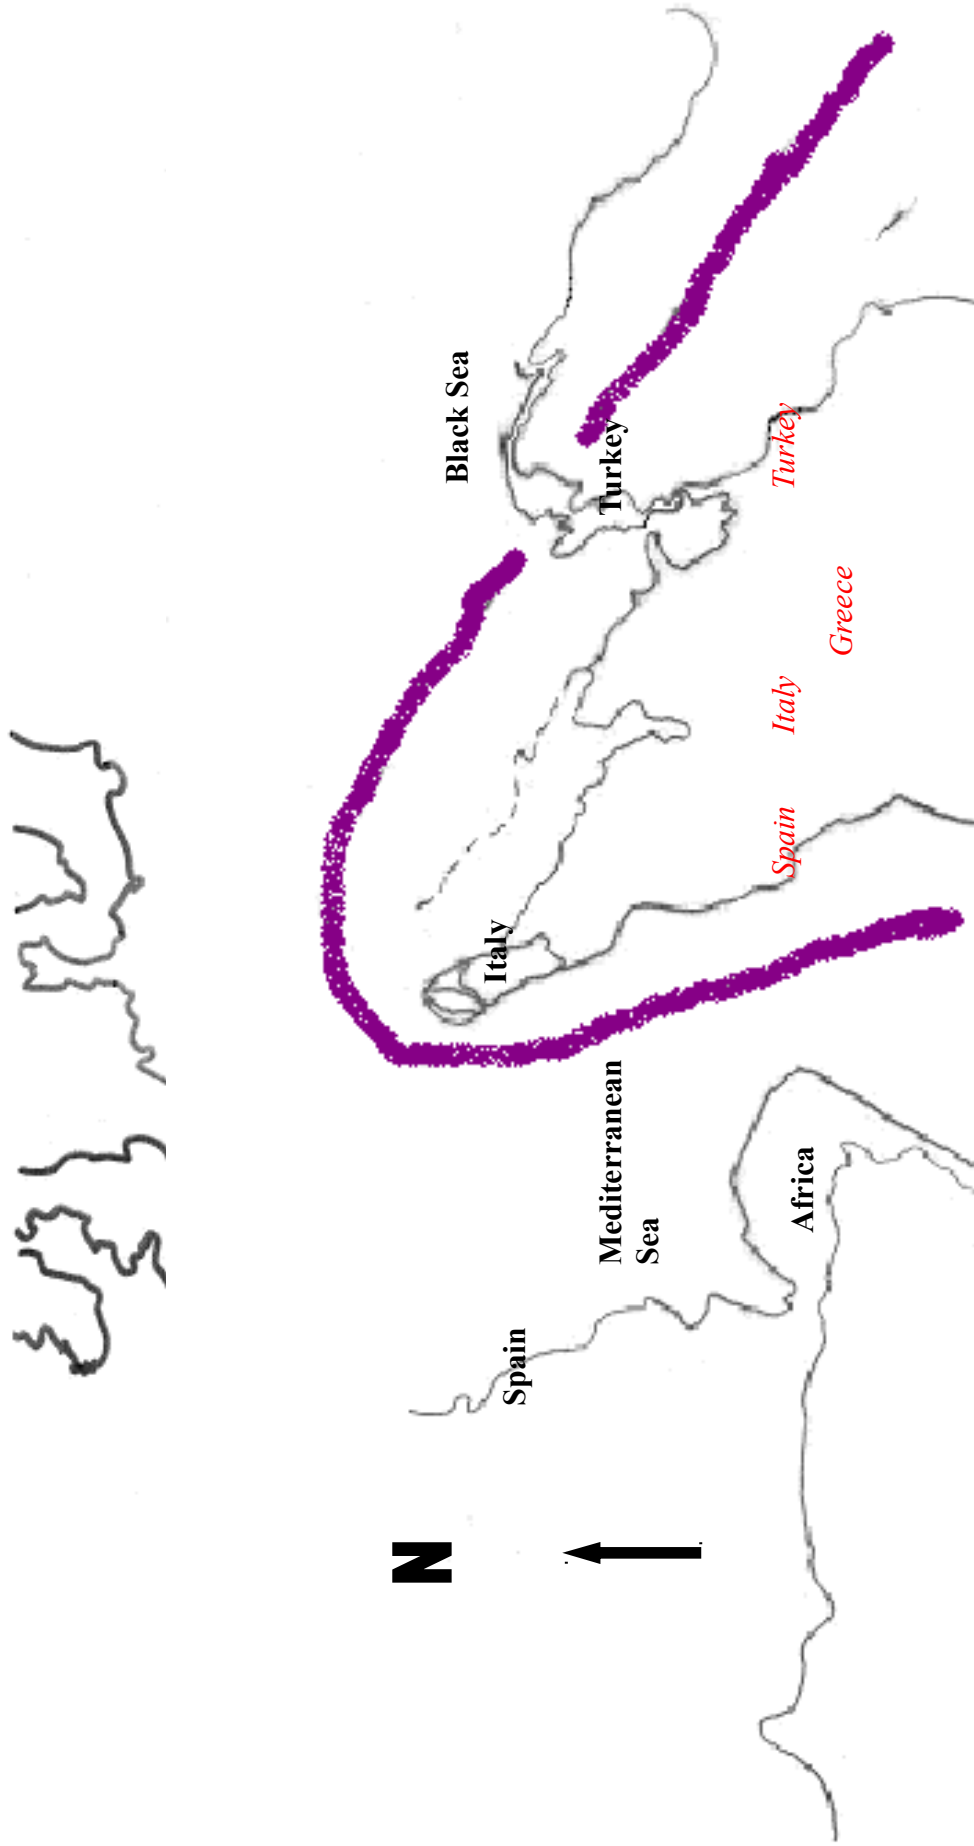 N
Black Sea
Italy
Spain
Mediterranean
Sea
Turkey
Spain
Italy
Turkey
Africa
Greece